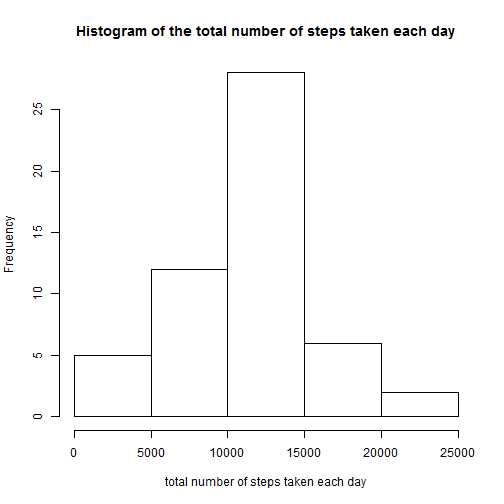 Histogram of the total number of steps taken each day
Frequency
25
20
15
10
5
0
0 5000 10000 15000 20000 25000
total number of steps taken each day